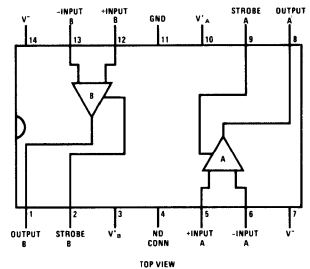 V⁻ -INPUT B +INPUT B GND V⁺A STROBE A OUTPUT A
14 13 12 11 10 9 8
B
A
1 2 3 4 5 6 7
OUTPUT B STROBE B V⁺B NO CONN +INPUT A -INPUT A V⁻
TOP VIEW